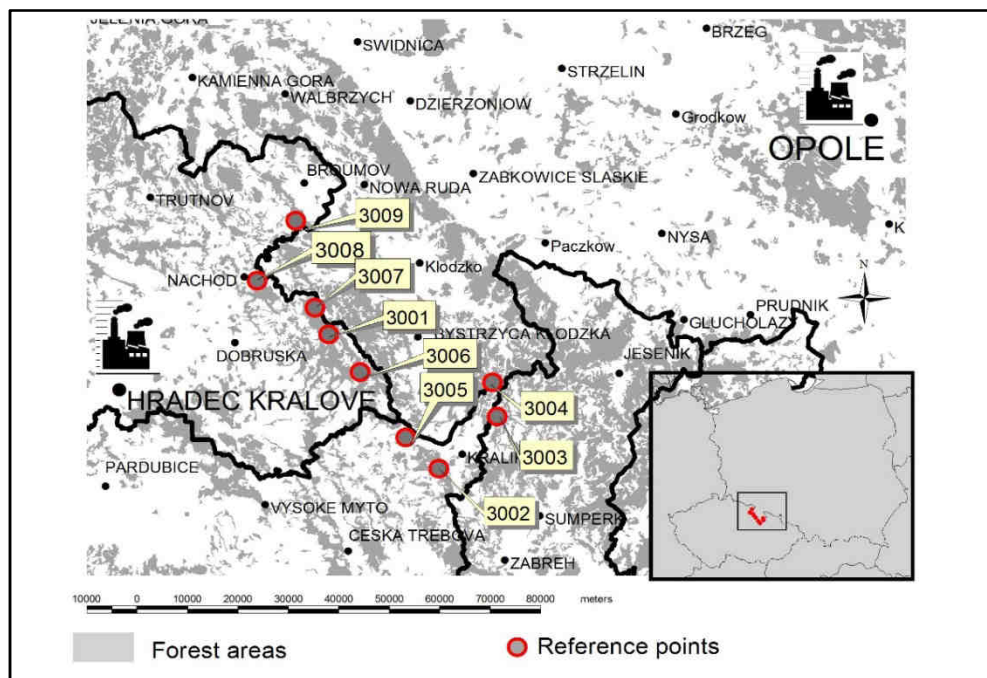 JELENIA GORA
SWIDNICA
BRZEG
KAMIENNA GORA
WALBRZYCH
STRZELIN
DZIERZONIOW
Grodkow
OPOLE
BROUMOV
NOWA RUDA
ZABKOWICE SLASKIE
TRUTNOV
3009
K
NYSA
3008
Paczkow
NACHOD
Klodzko
3007
N
PRUDNIK
3001
GLUCHOLAZY
BYSTRZYCA KLODZKA
DOBRUSKA
3006
JESENIK
HRADEC KRALOVE
3005
3004
KRALIK
3003
PARDUBICE
3002
VYSOKE MYTO
SUMPERK
CESKA TREBOVA
ZABREH
10000 0 10000 20000 30000 40000 50000 60000 70000 80000 meters
Forest areas
Reference points